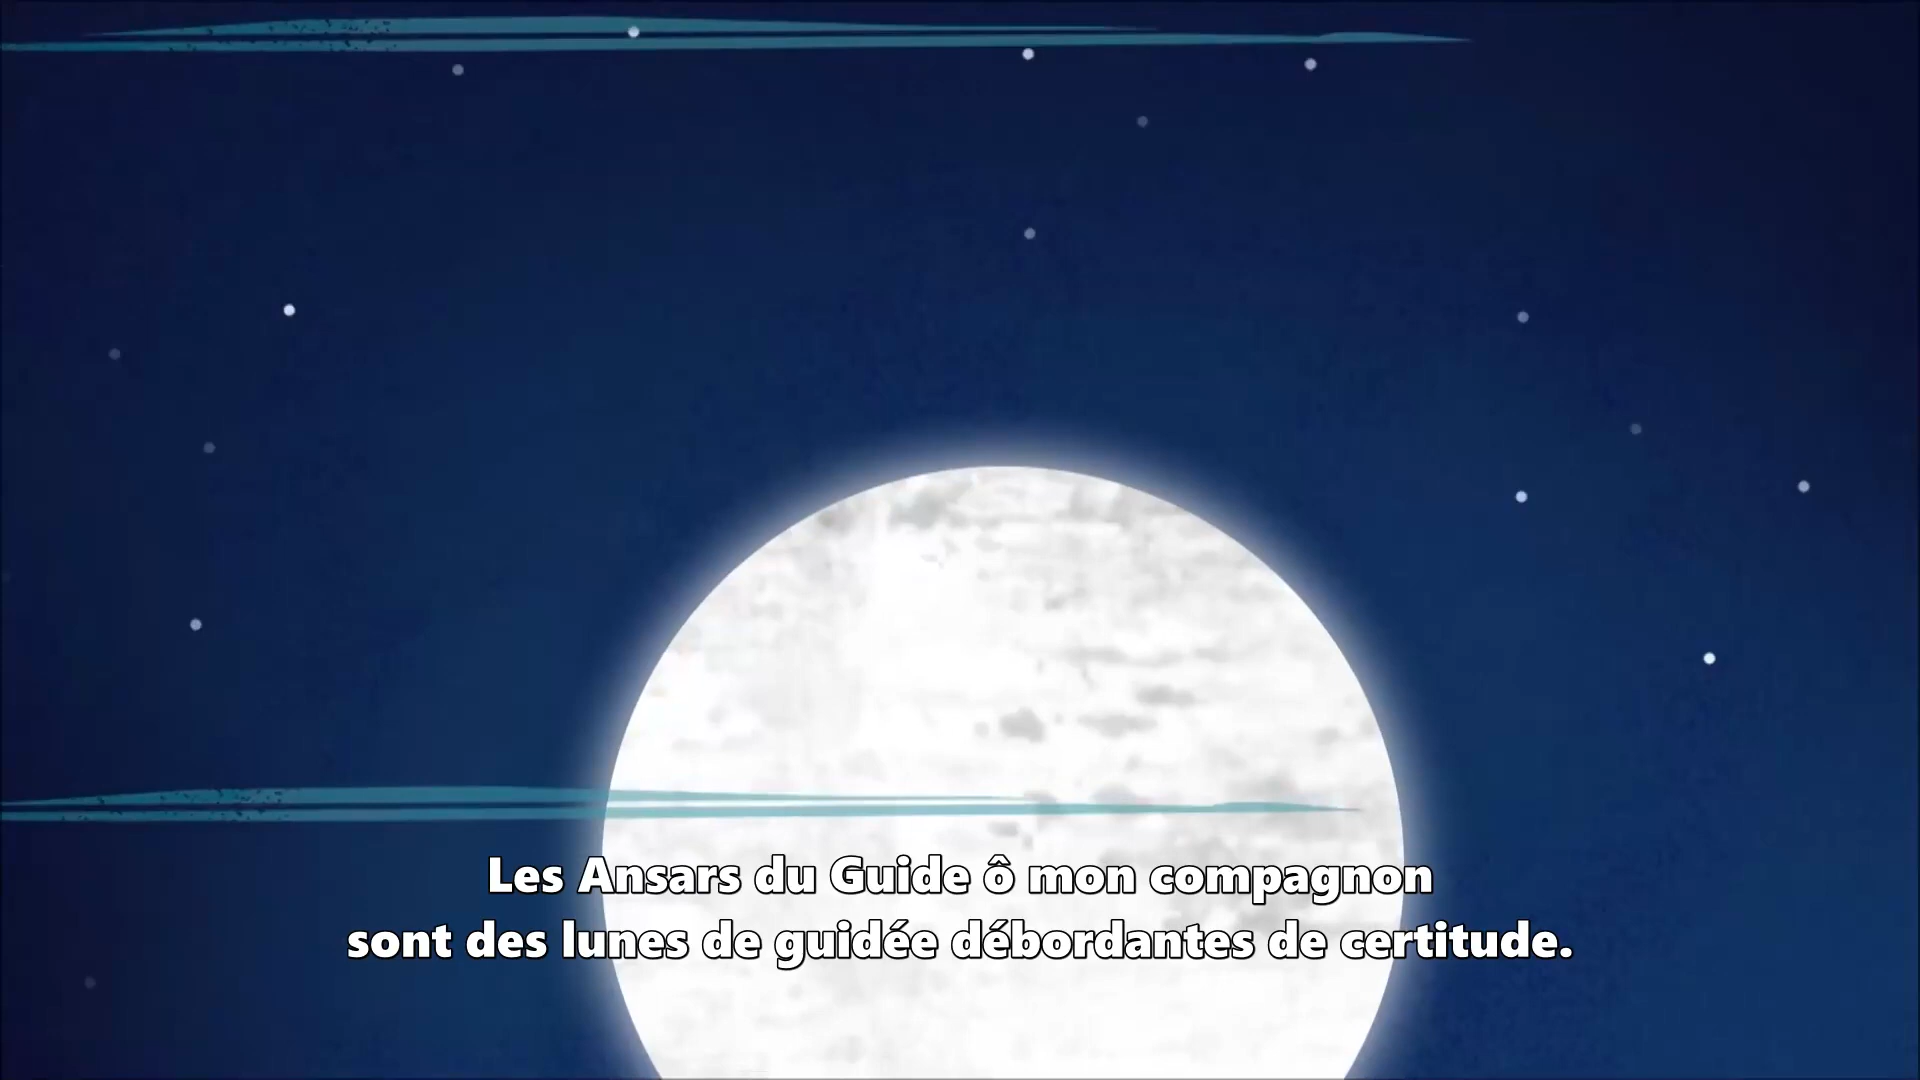 Les Ansars du Guide ô mon compagnon
sont des lunes de guidée débordantes de certitude.